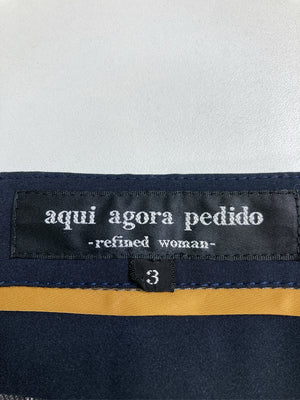 aqui agora pedido
-refined woman-
3